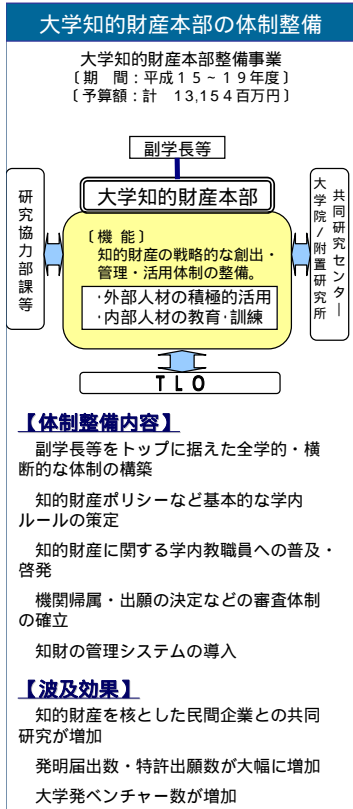 大学知的財産本部の体制整備
大学知的財産本部整備事業
〔期　間：平成１５～１９年度〕
〔予算額：計　13,154百万円〕
副学長等
大学知的財産本部
研究協力部課等
〔機 能〕
知的財産の戦略的な創出・
管理・活用体制の整備。
・外部人材の積極的活用
・内部人材の教育・訓練
共同研究センター
大学院/附置研究所
ＴＬＯ
【体制整備内容】
副学長等をトップに据えた全学的・横
断的な体制の構築
知的財産ポリシーなど基本的な学内
ルールの策定
知的財産に関する学内教職員への普及・
啓発
機関帰属・出願の決定などの審査体制
の確立
知財の管理システムの導入
【波及効果】
知的財産を核とした民間企業との共同
研究が増加
発明届出数・特許出願数が大幅に増加
大学発ベンチャー数が増加